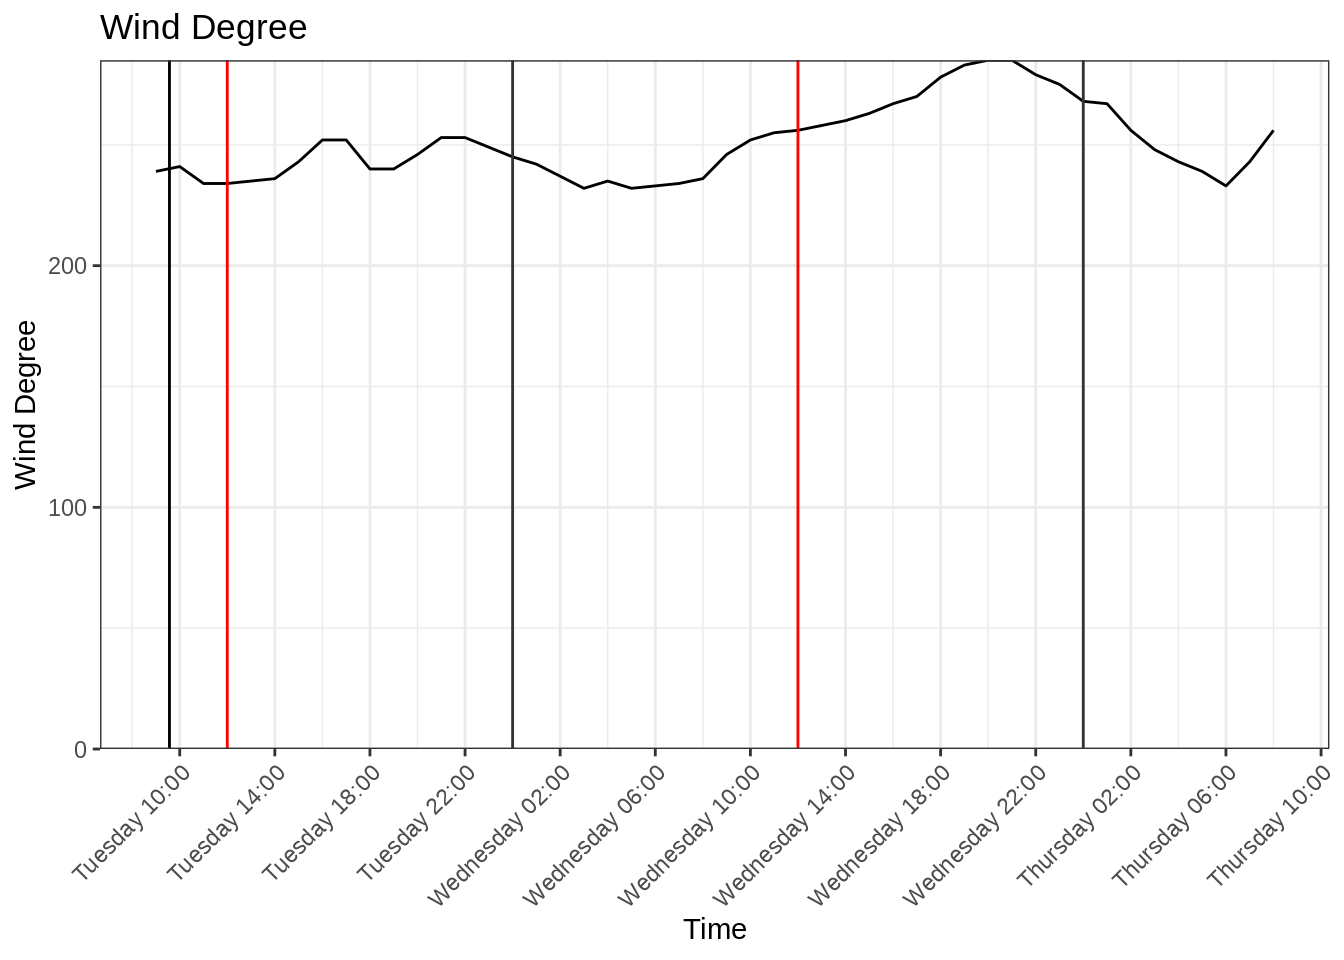 Wind Degree
Wind Degree
200
100
0
Tuesday 10:00
Tuesday 14:00
Tuesday 18:00
Tuesday 22:00
Wednesday 02:00
Wednesday 06:00
Wednesday 10:00
Wednesday 14:00
Wednesday 18:00
Wednesday 22:00
Thursday 02:00
Thursday 06:00
Thursday 10:00
Time